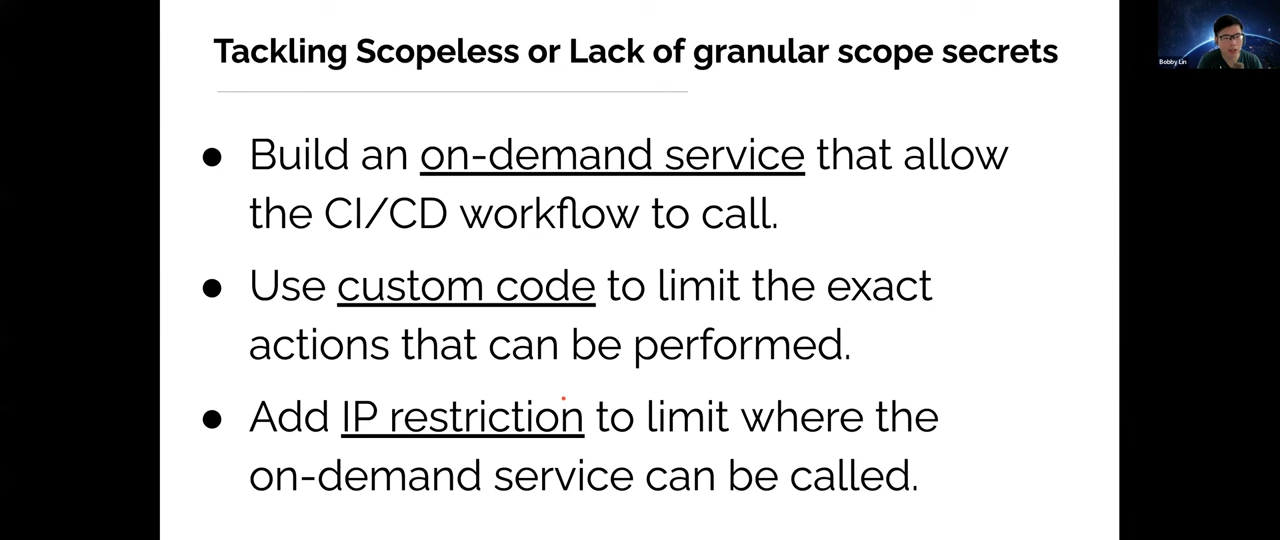 Tackling Scopeless or Lack of granular scope secrets
● Build an on-demand service that allow
the CI/CD workflow to call.
● Use custom code to limit the exact
actions that can be performed.
● Add IP restriction to limit where the
on-demand service can be called.
Bobby Lin